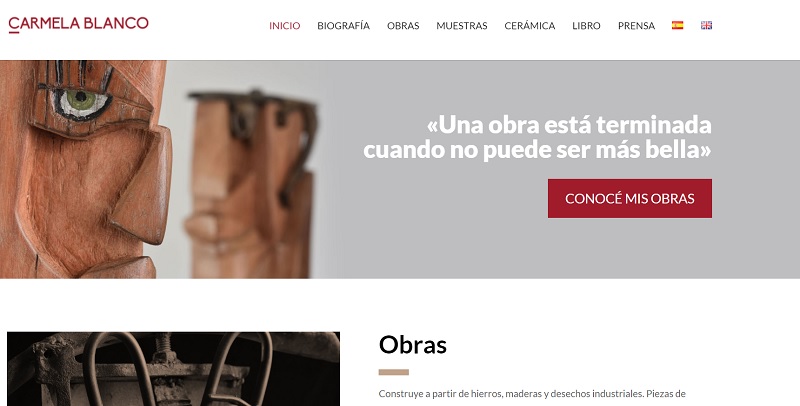 CARMELA BLANCO
INICIO BIOGRAFÍA OBRAS MUESTRAS CERÁMICA LIBRO PRENSA
«Una obra está terminada
cuando no puede ser más bella»
CONOCÉ MIS OBRAS
Obras
Construye a partir de hierros, maderas y desechos industriales. Piezas de